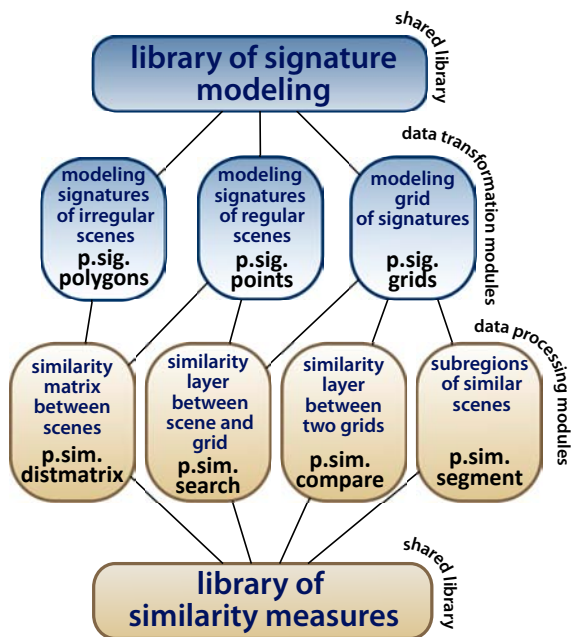 shared library
library of signature
modeling
data transformation modules
modeling
signatures
of irregular
scenes
p.sig.
polygons
modeling
signatures
of regular
scenes
p.sig.
points
modeling
grid
of signatures
p.sig.
grids
data processing modules
similarity
matrix
between
scenes
p.sim.
distmatrix
similarity
layer
between
scene and
grid
p.sim.
search
similarity
layer
between
two grids
p.sim.
compare
subregions
of similar
scenes
p.sim.
segment
shared library
library of
similarity measures